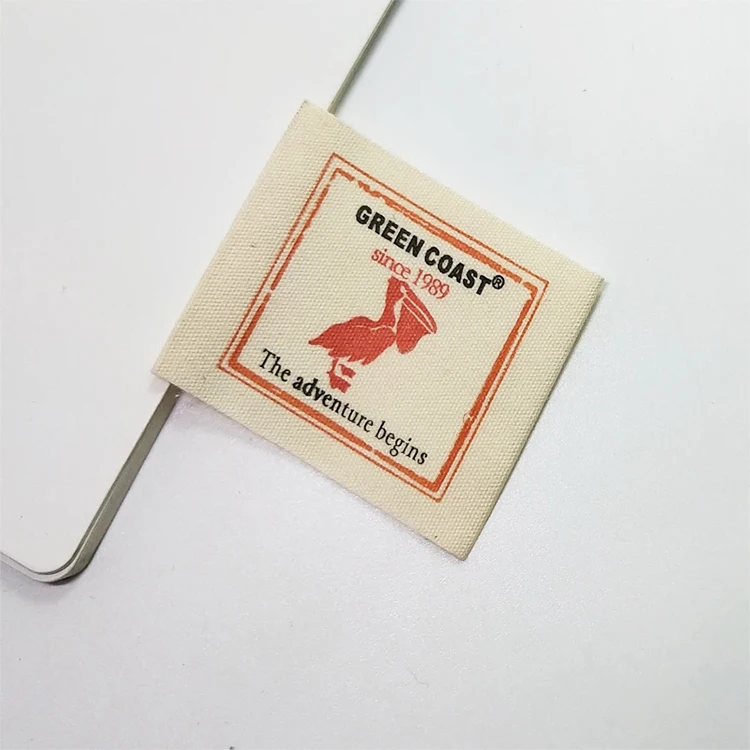 GREEN COAST®
since 1989
The adventure begins